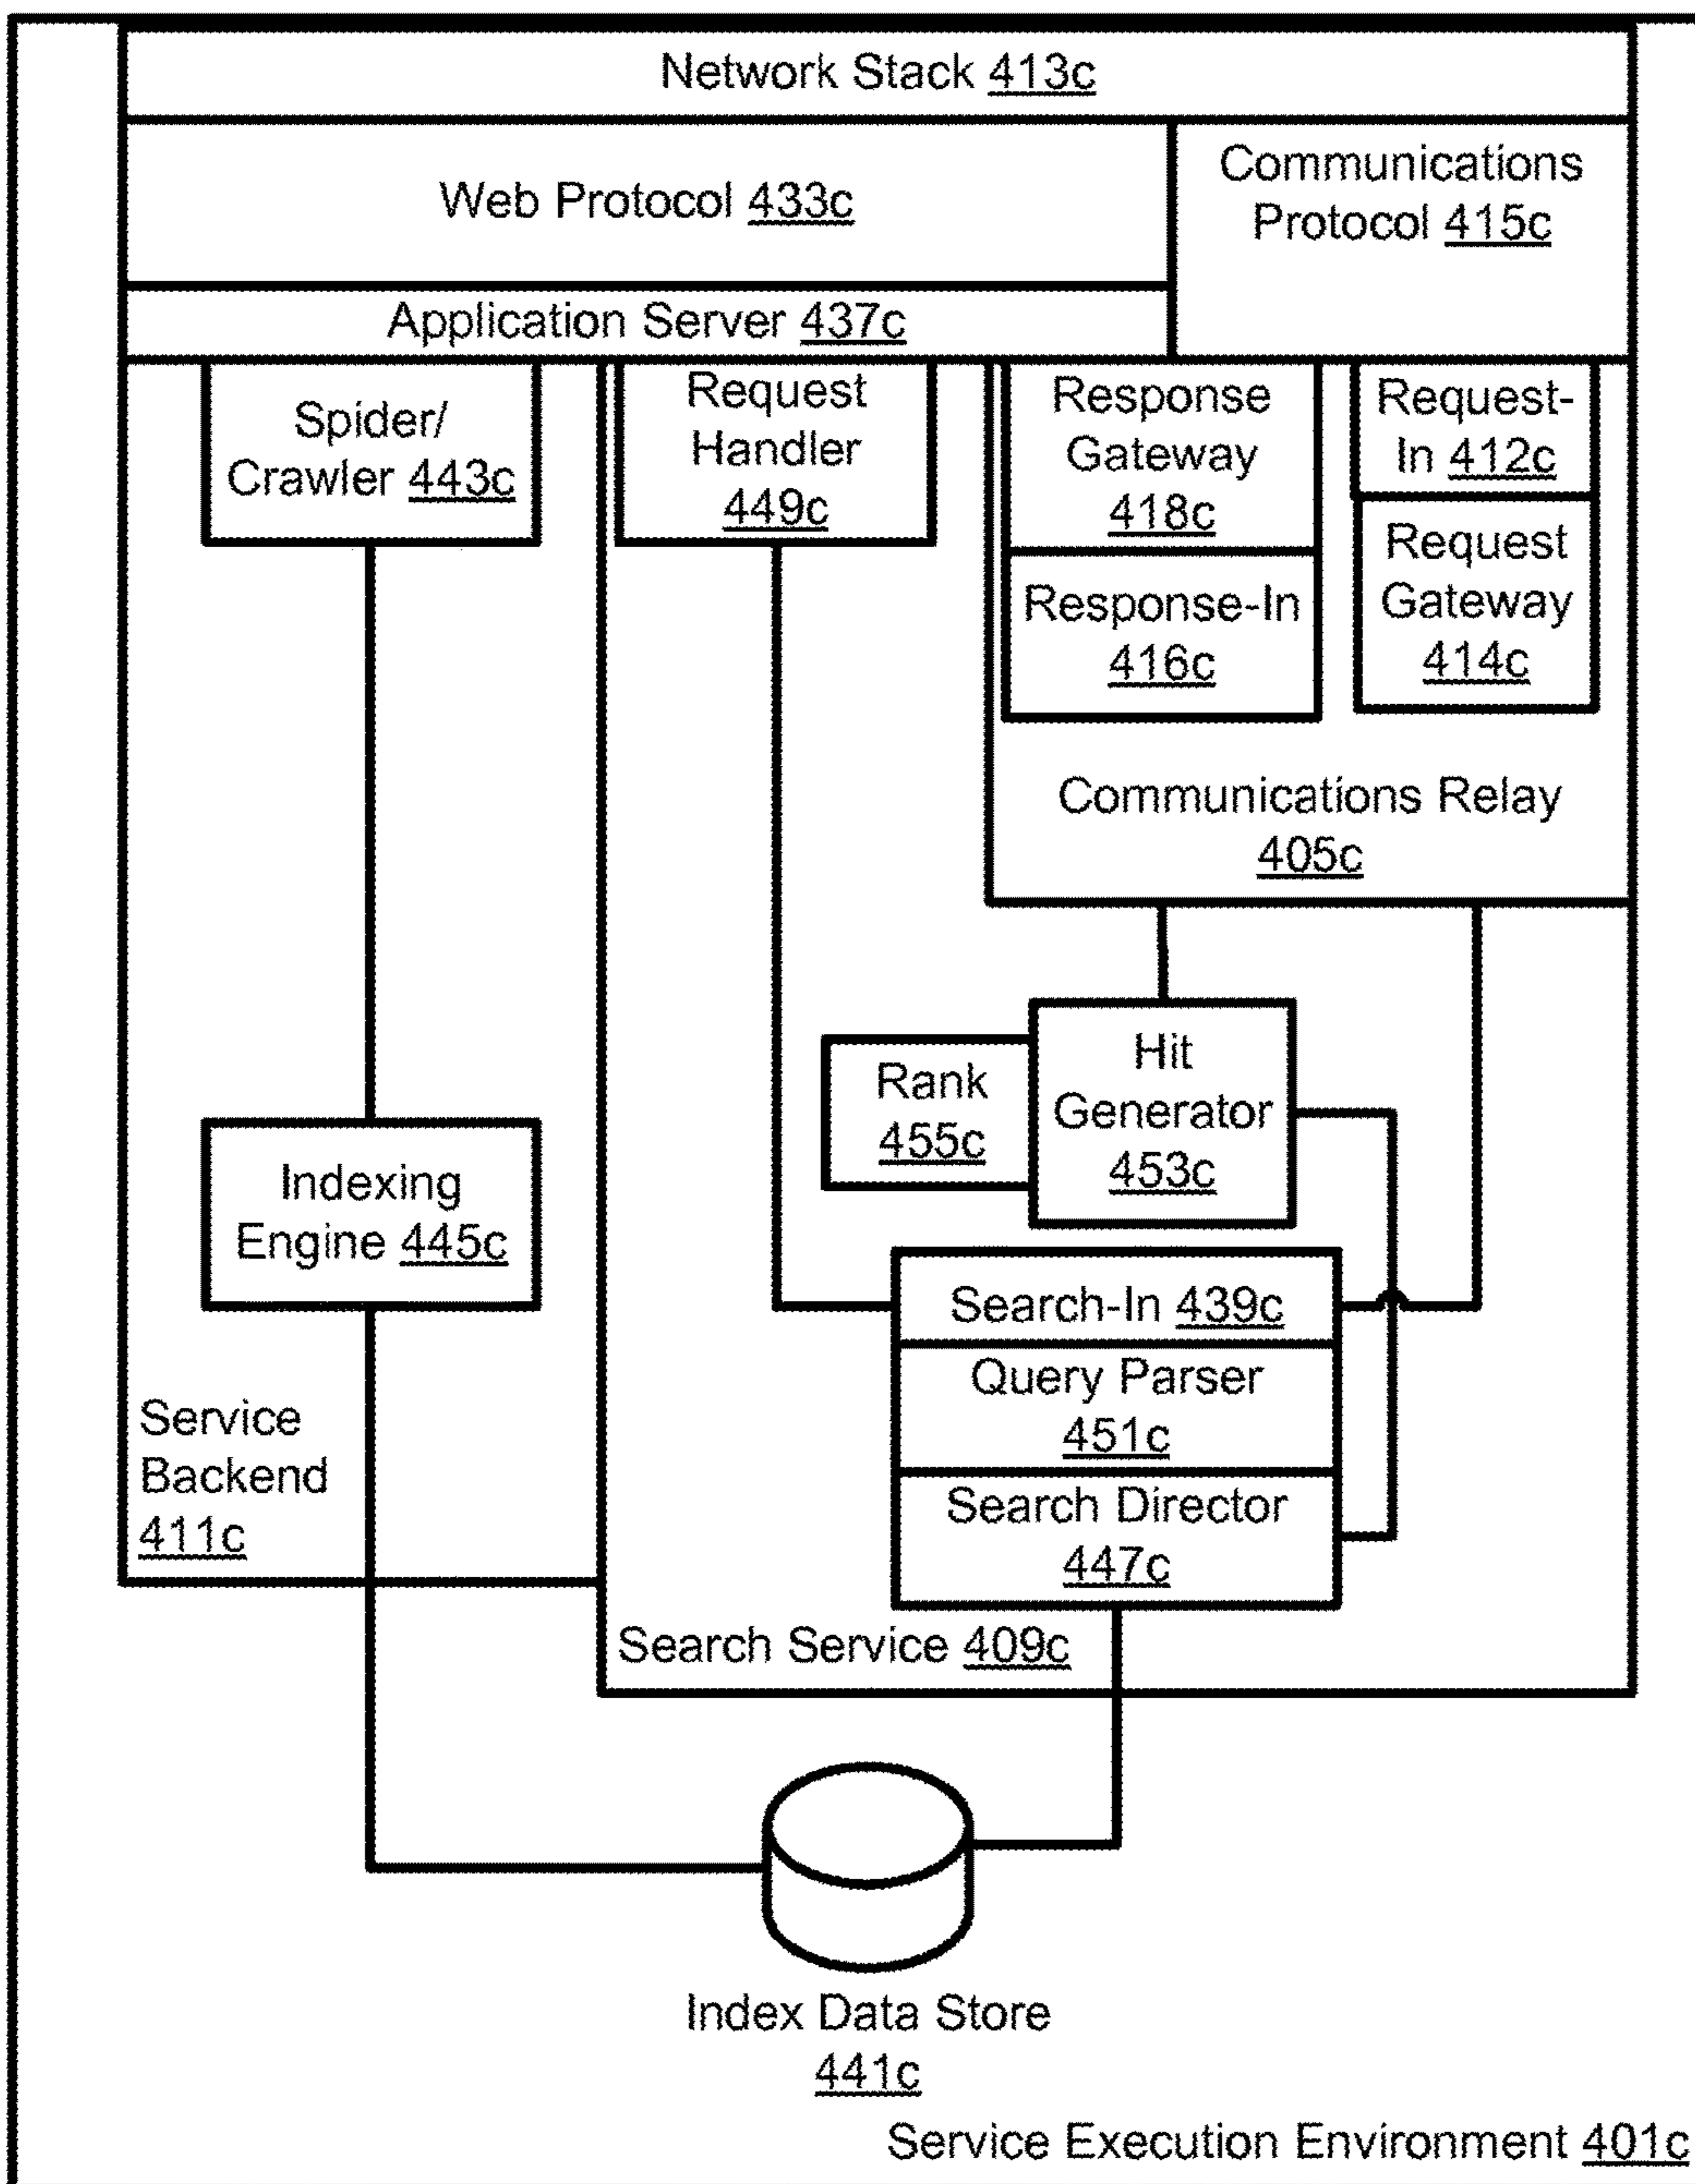 Network Stack 413c
Web Protocol 433c
Communications
Protocol 415c
Application Server 437c
Spider/
Crawler 443c
Request
Handler
449c
Response
Gateway
418c
Response-In
416c
Request-
In 412c
Request
Gateway
414c
Communications Relay
405c
Rank
455c
Hit
Generator
453c
Indexing
Engine 445c
Search-In 439c
Query Parser
451c
Search Director
447c
Service
Backend
411c
Search Service 409c
Index Data Store
441c
Service Execution Environment 401c